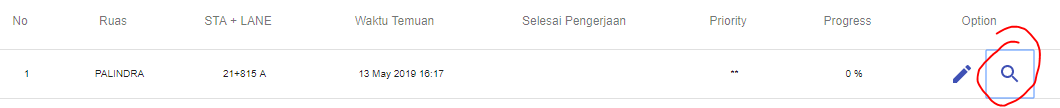 No Ruas STA + LANE Waktu Temuan Selesai Pengerjaan Priority Progress Option
1 PALINDRA 21+815 A 13 May 2019 16:17 ** 0 %